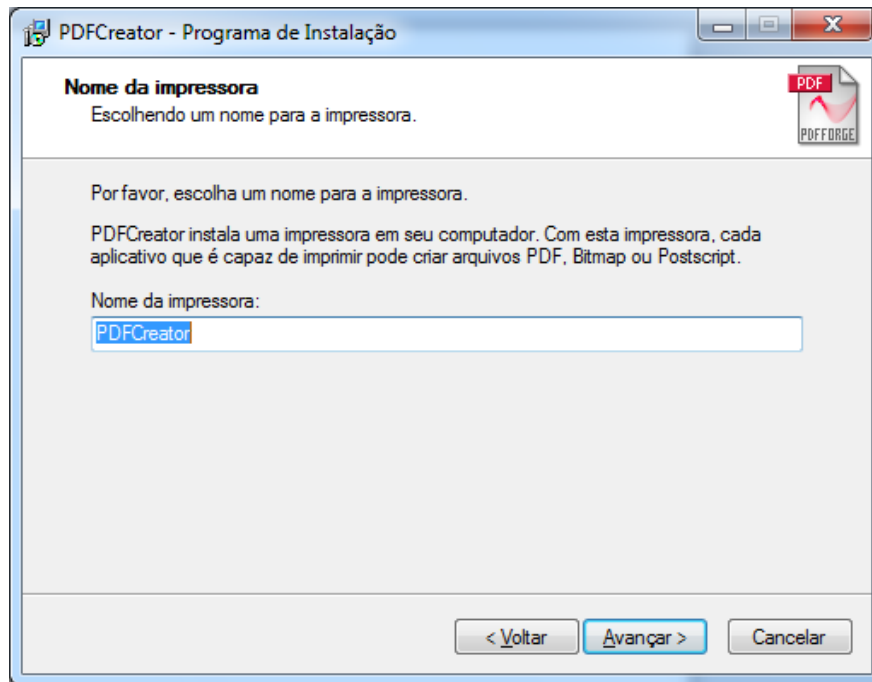 PDFCreator - Programa de Instalação
Nome da impressora
Escolhendo um nome para a impressora.
PDF
PDFFORGE
Por favor, escolha um nome para a impressora.
PDFCreator instala uma impressora em seu computador. Com esta impressora, cada
aplicativo que é capaz de imprimir pode criar arquivos PDF, Bitmap ou Postscript.
Nome da impressora:
PDFCreator
< Voltar
Avançar >
Cancelar